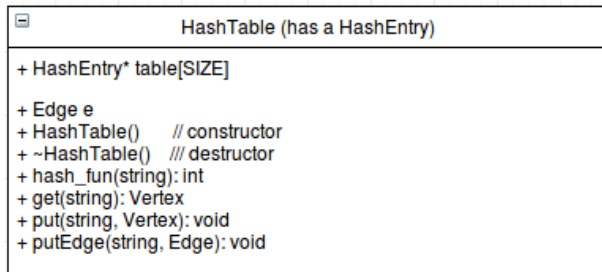 HashTable (has a HashEntry)
+ HashEntry* table[SIZE]
+ Edge e
+ HashTable() // constructor
+ ~HashTable() /// destructor
+ hash_fun(string): int
+ get(string): Vertex
+ put(string, Vertex): void
+ putEdge(string, Edge): void